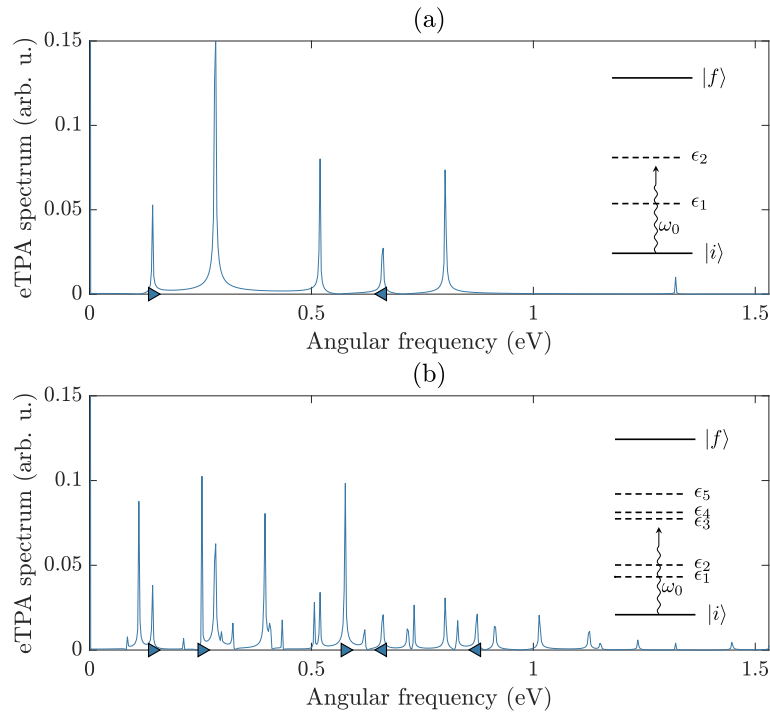 (a)
eTPA spectrum (arb. u.)
0.15
0.1
0.05
0
0
0.5
1
1.5
Angular frequency (eV)
|f⟩
ϵ2
ϵ1
ω0
|i⟩
(b)
eTPA spectrum (arb. u.)
0.15
0.1
0.05
0
0
0.5
1
1.5
Angular frequency (eV)
|f⟩
ϵ5
ϵ4
ϵ3
ϵ2
ϵ1
ω0
|i⟩